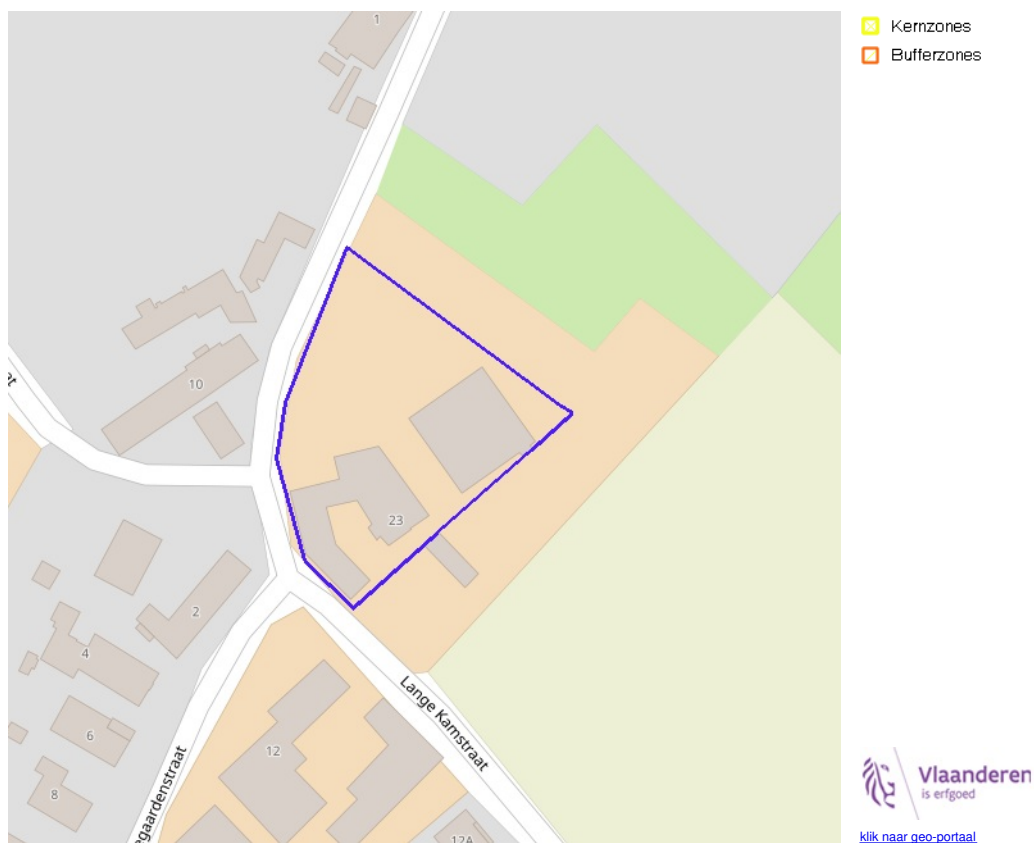 1
Kernzones
Bufferzones
10
23
2
4
6
8
12
12A
Lange Kamstraat
egaardenstraat
Vlaanderen
is erfgoed
klik naar geo-portaal